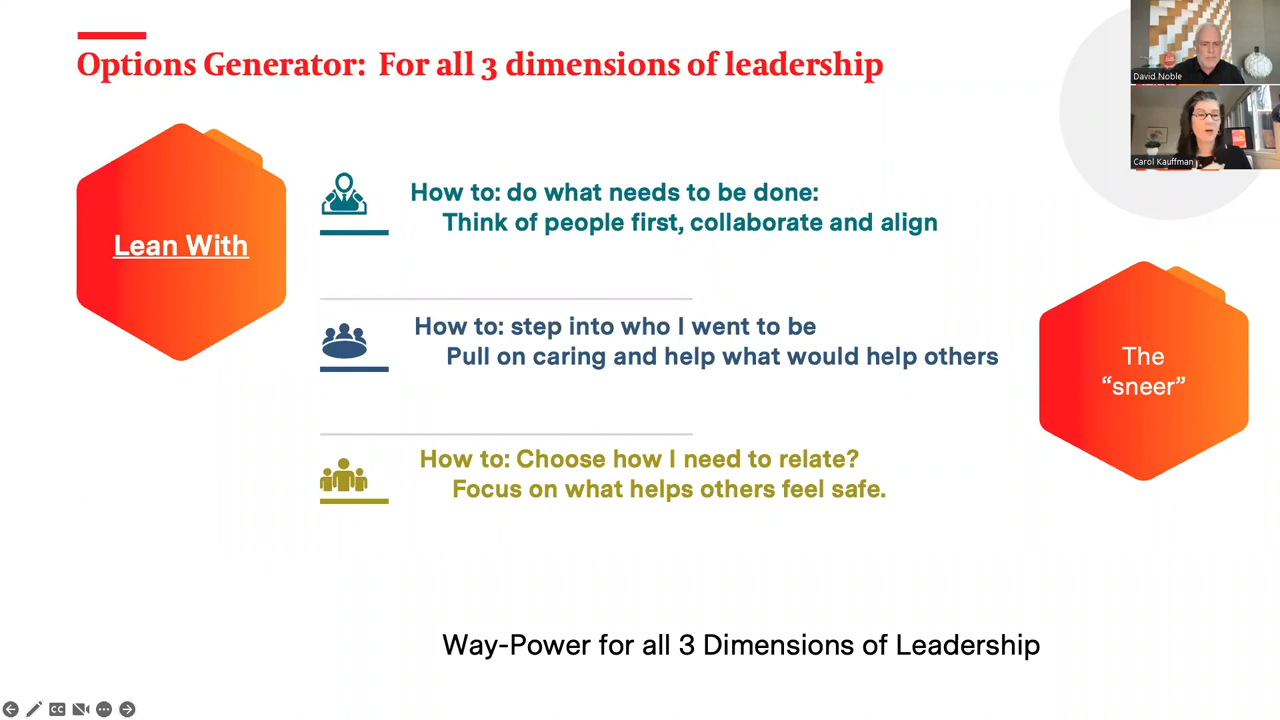 Options Generator: For all 3 dimensions of leadership
David Noble
Carol Kauffman
Lean With
How to: do what needs to be done:
Think of people first, collaborate and align
How to: step into who I went to be
Pull on caring and help what would help others
The
“sneer”
How to: Choose how I need to relate?
Focus on what helps others feel safe.
Way-Power for all 3 Dimensions of Leadership
CC